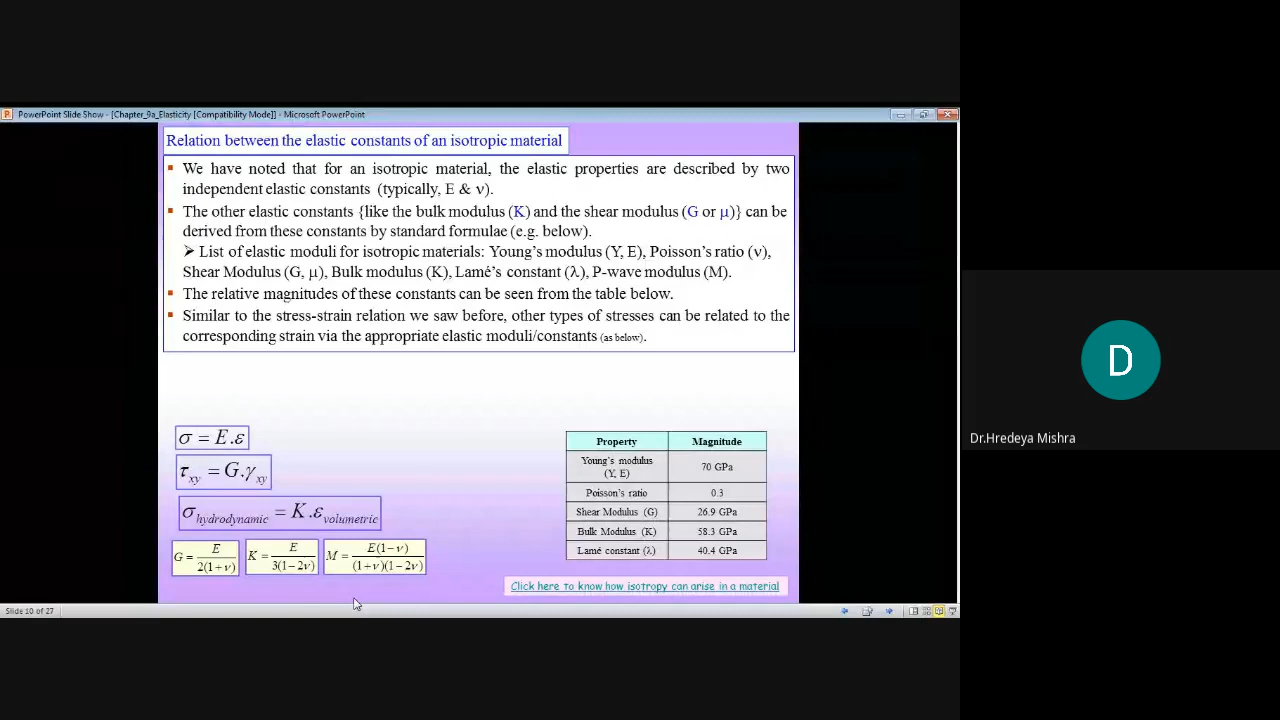 PowerPoint Slide Show - [Chapter_9a_Elasticity [Compatibility Mode]] - Microsoft PowerPoint
Relation between the elastic constants of an isotropic material
▪ We have noted that for an isotropic material, the elastic properties are described by two
independent elastic constants (typically, E & ν).
▪ The other elastic constants {like the bulk modulus (K) and the shear modulus (G or μ)} can be
derived from these constants by standard formulae (e.g. below).
➤ List of elastic moduli for isotropic materials: Young's modulus (Y, E), Poisson's ratio (ν),
Shear Modulus (G, μ), Bulk modulus (K), Lamé's constant (λ), P-wave modulus (M).
▪ The relative magnitudes of these constants can be seen from the table below.
▪ Similar to the stress-strain relation we saw before, other types of stresses can be related to the
corresponding strain via the appropriate elastic moduli/constants (as below).
σ = E.ε
τxy = G.γxy
σhydrodynamic = K.εvolumetric
G = E / 2(1+ν) K = E / 3(1−2ν) M = E(1−ν) / (1+ν)(1−2ν)
Property Magnitude
Young's modulus
(Y, E) 70 GPa
Poisson's ratio 0.3
Shear Modulus (G) 26.9 GPa
Bulk Modulus (K) 58.3 GPa
Lamé constant (λ) 40.4 GPa
Click here to know how isotropy can arise in a material
Slide 10 of 27
D
Dr.Hredeya Mishra